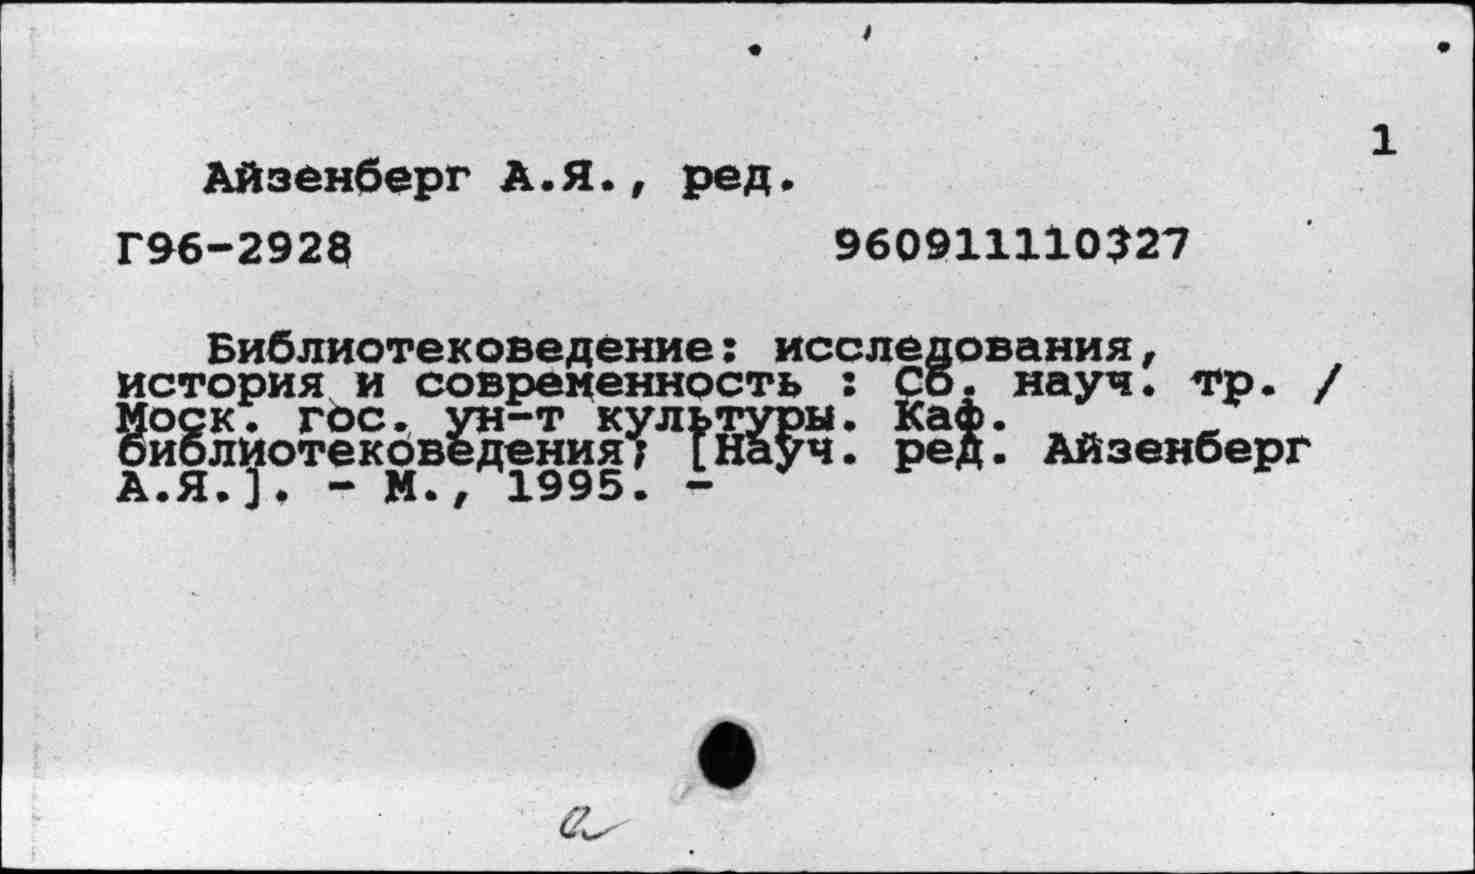 1
Айзенберг А.Я., ред.
Г96-2928 960911110327
Библиотековедение: исследования,
история и современность : Сб. науч. тр. /
Моск. гос. ун-т культуры. Каф.
библиотековедения; [Науч. ред. Айзенберг
А.Я.]. - М., 1995. -
а